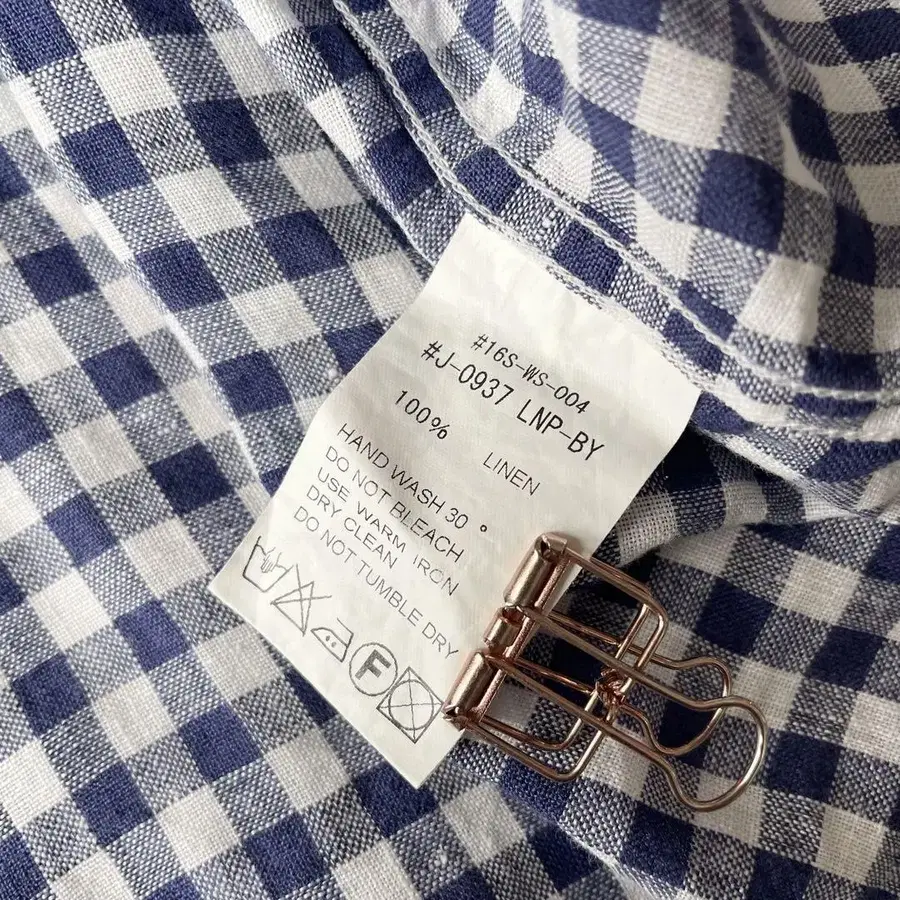 #16S-WS-004
#J-0937 LNP-BY
100% LINEN
HAND WASH 30 °
DO NOT BLEACH
USE WARM IRON
DRY CLEAN
DO NOT TUMBLE DRY
F